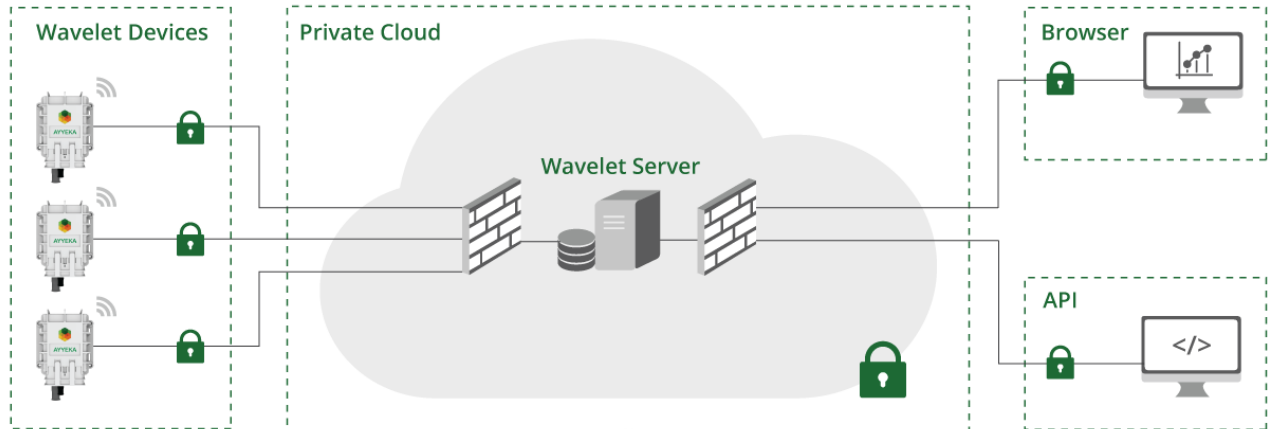 Wavelet Devices
Private Cloud
Browser
Wavelet Server
AYYEKA
AYYEKA
AYYEKA
API
</>